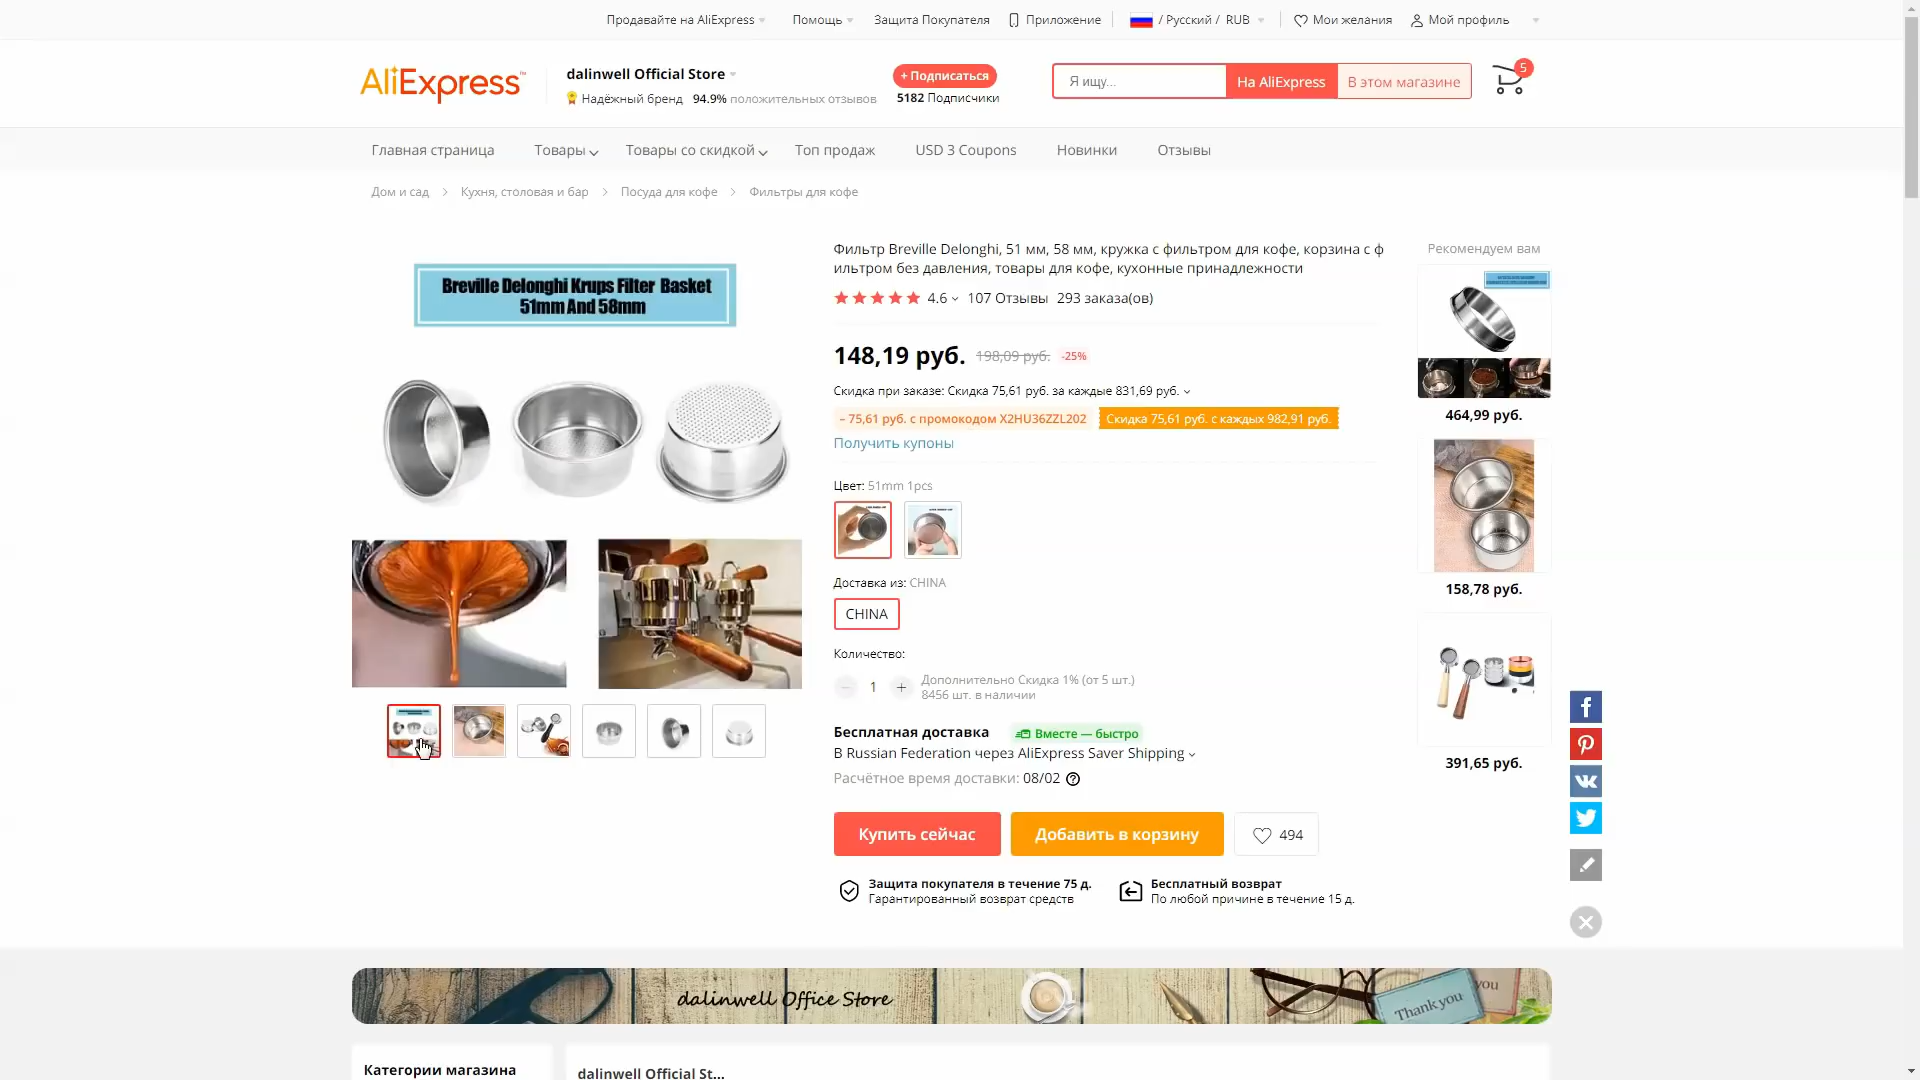 Продавайте на AliExpress
Помощь
Защита Покупателя
Приложение
/ Русский / RUB
Мои желания
Мой профиль
AliExpress™
dalinwell Official Store
Надёжный бренд 94.9% положительных отзывов
+ Подписаться
5182 Подписчики
Я ищу...
На AliExpress
В этом магазине
5
Главная страница
Товары
Товары со скидкой
Топ продаж
USD 3 Coupons
Новинки
Отзывы
Дом и сад > Кухня, столовая и бар > Посуда для кофе > Фильтры для кофе
Breville Delonghi Krups Filter Basket
51mm And 58mm
Фильтр Breville Delonghi, 51 мм, 58 мм, кружка с фильтром для кофе, корзина с ф
ильтром без давления, товары для кофе, кухонные принадлежности
4.6 107 Отзывы 293 заказа(ов)
148,19 руб. 198,09 руб. -25%
Скидка при заказе: Скидка 75,61 руб. за каждые 831,69 руб.
– 75,61 руб. с промокодом X2HU36ZZL202
Скидка 75,61 руб. с каждых 982,91 руб.
Получить купоны
Цвет: 51mm 1pcs
Доставка из: CHINA
CHINA
Количество:
1
Дополнительно Скидка 1% (от 5 шт.)
8456 шт. в наличии
Бесплатная доставка
Вместе — быстро
В Russian Federation через AliExpress Saver Shipping
Расчётное время доставки: 08/02
Купить сейчас
Добавить в корзину
494
Защита покупателя в течение 75 д.
Гарантированный возврат средств
Бесплатный возврат
По любой причине в течение 15 д.
Рекомендуем вам
464,99 руб.
158,78 руб.
391,65 руб.
dalinwell Office Store
Thank you
you
Категории магазина
dalinwell Official St...